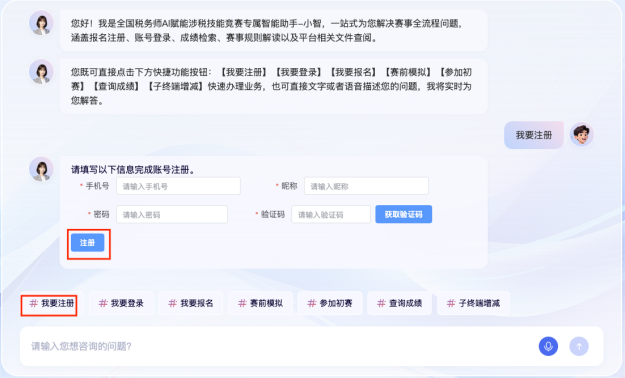 您好！我是全国税务师AI赋能涉税技能竞赛专属智能助手-小智，一站式为您解决赛事全流程问题，
涵盖报名注册、账号登录、成绩检索、赛事规则解读以及平台相关文件查阅。
您既可直接点击下方快捷功能按钮：【我要注册】【我要登录】【我要报名】【赛前模拟】【参加初
赛】【查询成绩】【子终端增减】快速办理业务，也可直接文字或者语音描述您的问题，我将实时为
您解答。
我要注册
请填写以下信息完成账号注册。
* 手机号 请输入手机号 * 昵称 请输入昵称
* 密码 请输入密码 * 验证码 请输入验证码 获取验证码
注册
# 我要注册 # 我要登录 # 我要报名 # 赛前模拟 # 参加初赛 # 查询成绩 # 子终端增减
请输入您想咨询的问题?